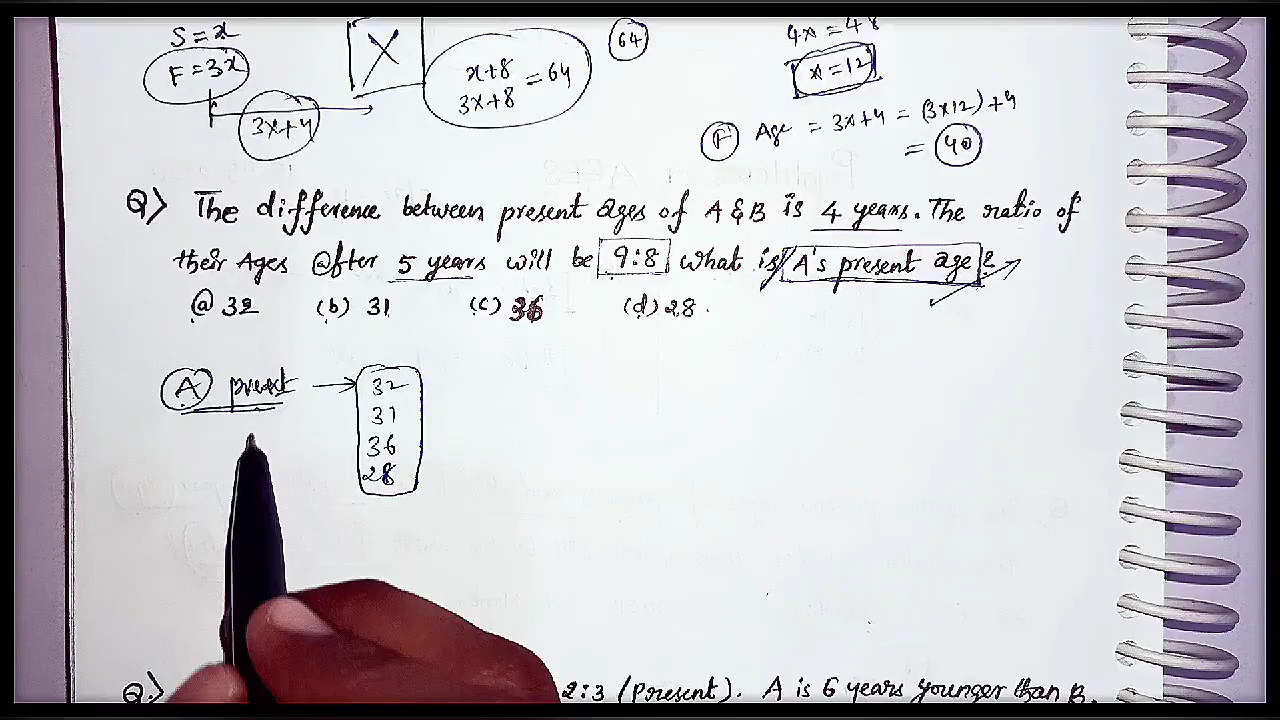 S = x
F = 3x
X
x+8
3x+8
= 64
64
4x = 48
x = 12
3x+4
F Age = 3x+4 = (3x12)+4
= 40
Q> The difference between present ages of A & B is 4 years. The ratio of
their Ages after 5 years will be 9:8 what is A's present age?
(a) 32 (b) 31 (c) 36 (d) 28.
A present → 32
31
36
28
Q.> 2:3 (Present). A is 6 year younger than B.